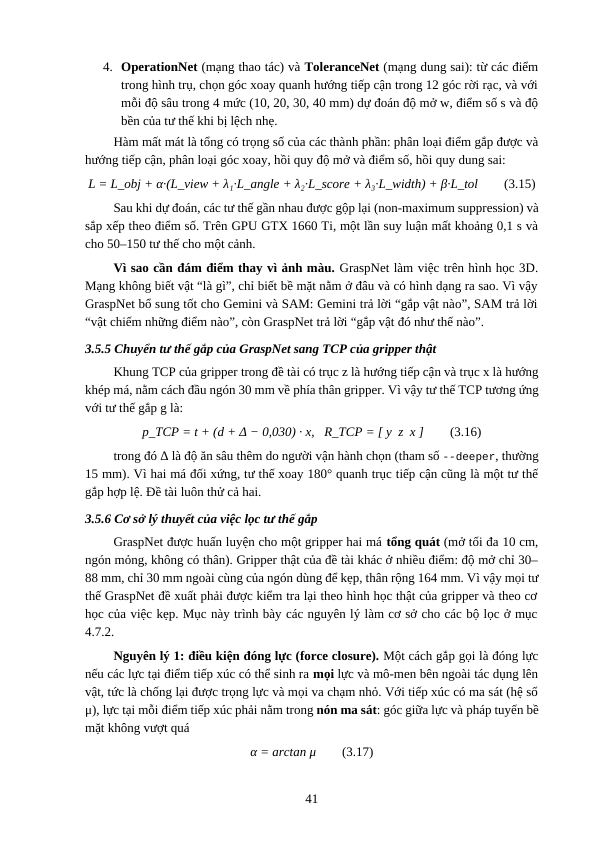 4. OperationNet (mạng thao tác) và ToleranceNet (mạng dung sai): từ các điểm
trong hình trụ, chọn góc xoay quanh hướng tiếp cận trong 12 góc rời rạc, và với
mỗi độ sâu trong 4 mức (10, 20, 30, 40 mm) dự đoán độ mở w, điểm số s và độ
bền của tư thế khi bị lệch nhẹ.
Hàm mất mát là tổng có trọng số của các thành phần: phân loại điểm gắp được và
hướng tiếp cận, phân loại góc xoay, hồi quy độ mở và điểm số, hồi quy dung sai:
L = L_obj + α·(L_view + λ₁·L_angle + λ₂·L_score + λ₃·L_width) + β·L_tol (3.15)
Sau khi dự đoán, các tư thế gần nhau được gộp lại (non-maximum suppression) và
sắp xếp theo điểm số. Trên GPU GTX 1660 Ti, một lần suy luận mất khoảng 0,1 s và
cho 50–150 tư thế cho một cảnh.
Vì sao cần đám điểm thay vì ảnh màu. GraspNet làm việc trên hình học 3D.
Mạng không biết vật “là gì”, chỉ biết bề mặt nằm ở đâu và có hình dạng ra sao. Vì vậy
GraspNet bổ sung tốt cho Gemini và SAM: Gemini trả lời “gắp vật nào”, SAM trả lời
“vật chiếm những điểm nào”, còn GraspNet trả lời “gắp vật đó như thế nào”.
3.5.5 Chuyển tư thế gắp của GraspNet sang TCP của gripper thật
Khung TCP của gripper trong đề tài có trục z là hướng tiếp cận và trục x là hướng
khép má, nằm cách đầu ngón 30 mm về phía thân gripper. Vì vậy tư thế TCP tương ứng
với tư thế gắp g là:
p_TCP = t + (d + Δ − 0,030) · x, R_TCP = [ y z x ] (3.16)
trong đó Δ là độ ăn sâu thêm do người vận hành chọn (tham số --deeper, thường
15 mm). Vì hai má đối xứng, tư thế xoay 180° quanh trục tiếp cận cũng là một tư thế
gắp hợp lệ. Đề tài luôn thử cả hai.
3.5.6 Cơ sở lý thuyết của việc lọc tư thế gắp
GraspNet được huấn luyện cho một gripper hai má tổng quát (mở tối đa 10 cm,
ngón mỏng, không có thân). Gripper thật của đề tài khác ở nhiều điểm: độ mở chỉ 30–
88 mm, chỉ 30 mm ngoài cùng của ngón dùng để kẹp, thân rộng 164 mm. Vì vậy mọi tư
thế GraspNet đề xuất phải được kiểm tra lại theo hình học thật của gripper và theo cơ
học của việc kẹp. Mục này trình bày các nguyên lý làm cơ sở cho các bộ lọc ở mục
4.7.2.
Nguyên lý 1: điều kiện đóng lực (force closure). Một cách gắp gọi là đóng lực
nếu các lực tại điểm tiếp xúc có thể sinh ra mọi lực và mô-men bên ngoài tác dụng lên
vật, tức là chống lại được trọng lực và mọi va chạm nhỏ. Với tiếp xúc có ma sát (hệ số
μ), lực tại mỗi điểm tiếp xúc phải nằm trong nón ma sát: góc giữa lực và pháp tuyến bề
mặt không vượt quá
α = arctan μ (3.17)
41